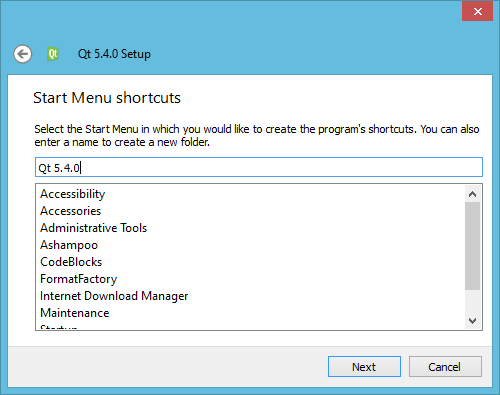 Qt 5.4.0 Setup
Start Menu shortcuts
Select the Start Menu in which you would like to create the program's shortcuts. You can also
enter a name to create a new folder.
Qt 5.4.0
Accessibility
Accessories
Administrative Tools
Ashampoo
CodeBlocks
FormatFactory
Internet Download Manager
Maintenance
Next
Cancel